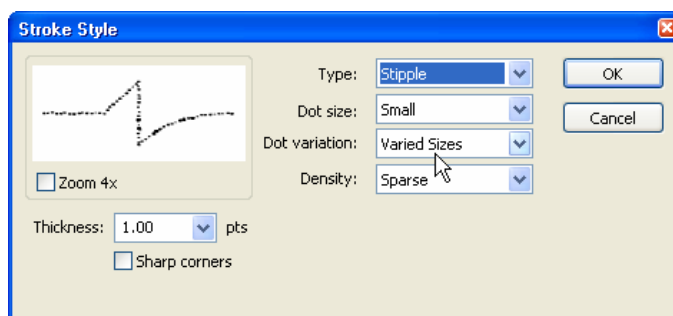 Stroke Style
Type: Stipple OK
Dot size: Small Cancel
Dot variation: Varied Sizes
Zoom 4x Density: Sparse
Thickness: 1.00 pts
Sharp corners